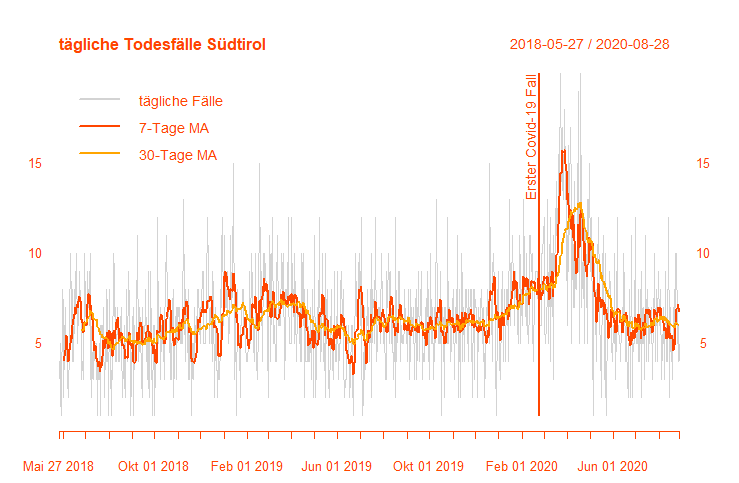 tägliche Todesfälle Südtirol
2018-05-27 / 2020-08-28
tägliche Fälle
7-Tage MA
30-Tage MA
Erster Covid-19 Fall
15
15
10
10
5
5
Mai 27 2018
Okt 01 2018
Feb 01 2019
Jun 01 2019
Okt 01 2019
Feb 01 2020
Jun 01 2020